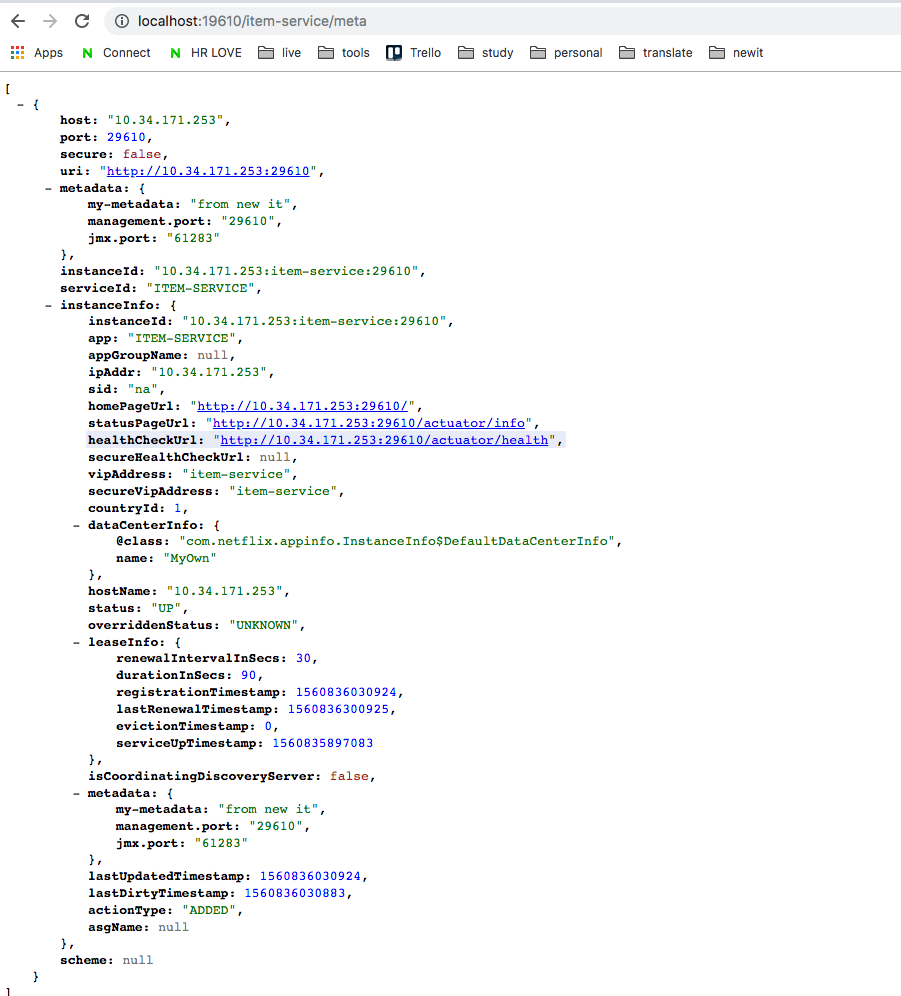 localhost:19610/item-service/meta
Apps N Connect N HR LOVE live tools Trello study personal translate newit
[
- {
host: "10.34.171.253",
port: 29610,
secure: false,
uri: "http://10.34.171.253:29610",
- metadata: {
my-metadata: "from new it",
management.port: "29610",
jmx.port: "61283"
},
instanceId: "10.34.171.253:item-service:29610",
serviceId: "ITEM-SERVICE",
- instanceInfo: {
instanceId: "10.34.171.253:item-service:29610",
app: "ITEM-SERVICE",
appGroupName: null,
ipAddr: "10.34.171.253",
sid: "na",
homePageUrl: "http://10.34.171.253:29610/",
statusPageUrl: "http://10.34.171.253:29610/actuator/info",
healthCheckUrl: "http://10.34.171.253:29610/actuator/health",
secureHealthCheckUrl: null,
vipAddress: "item-service",
secureVipAddress: "item-service",
countryId: 1,
- dataCenterInfo: {
@class: "com.netflix.appinfo.InstanceInfo$DefaultDataCenterInfo",
name: "MyOwn"
},
hostName: "10.34.171.253",
status: "UP",
overriddenStatus: "UNKNOWN",
- leaseInfo: {
renewalIntervalInSecs: 30,
durationInSecs: 90,
registrationTimestamp: 1560836030924,
lastRenewalTimestamp: 1560836300925,
evictionTimestamp: 0,
serviceUpTimestamp: 1560835897083
},
isCoordinatingDiscoveryServer: false,
- metadata: {
my-metadata: "from new it",
management.port: "29610",
jmx.port: "61283"
},
lastUpdatedTimestamp: 1560836030924,
lastDirtyTimestamp: 1560836030883,
actionType: "ADDED",
asgName: null
},
scheme: null
}
]